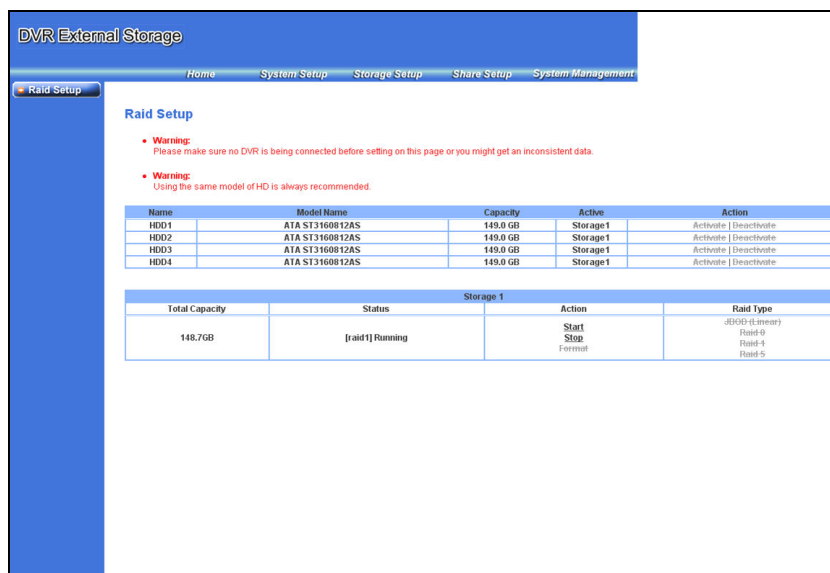 DVR External Storage
Home System Setup Storage Setup Share Setup System Management
Raid Setup
Raid Setup
Warning:
Please make sure no DVR is being connected before setting on this page or you might get an inconsistent data.
Warning:
Using the same model of HD is always recommended.
Name Model Name Capacity Active Action
HDD1 ATA ST3160812AS 149.0 GB Storage1 Activate | Deactivate
HDD2 ATA ST3160812AS 149.0 GB Storage1 Activate | Deactivate
HDD3 ATA ST3160812AS 149.0 GB Storage1 Activate | Deactivate
HDD4 ATA ST3160812AS 149.0 GB Storage1 Activate | Deactivate
Storage 1
Total Capacity Status Action Raid Type
148.7GB [raid1] Running
Start
Stop
Format
JBOD (Linear)
Raid 0
Raid 1
Raid 5